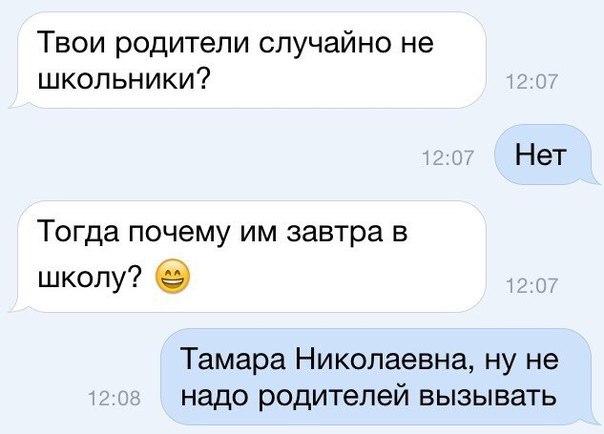 Твои родители случайно не
школьники?
12:07
12:07
Нет
Тогда почему им завтра в
школу? 😄
12:07
Тамара Николаевна, ну не
12:08
надо родителей вызывать